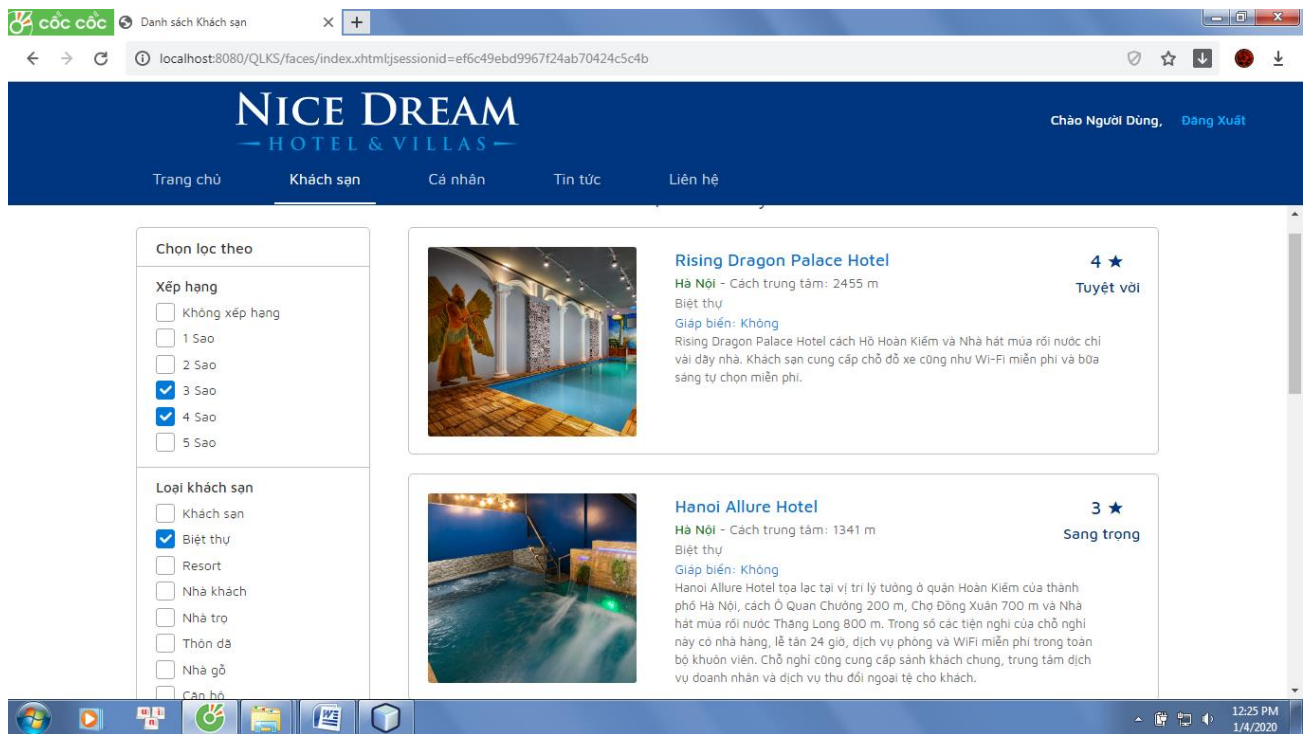 cốc cốc
Danh sách Khách sạn
localhost:8080/QLKS/faces/index.xhtml;jsessionid=ef6c49ebd9967f24ab70424c5c4b
NICE DREAM
HOTEL & VILLAS
Chào Người Dùng, Đăng Xuất
Trang chủ Khách sạn Cá nhân Tin tức Liên hệ
Chọn lọc theo
Xếp hạng
Không xếp hạng
1 Sao
2 Sao
3 Sao
4 Sao
5 Sao
Loại khách sạn
Khách sạn
Biệt thự
Resort
Nhà khách
Nhà trọ
Thôn dã
Nhà gỗ
Căn hộ
Rising Dragon Palace Hotel
4 ★
Hà Nội - Cách trung tâm: 2455 m
Tuyệt vời
Biệt thự
Giáp biển: Không
Rising Dragon Palace Hotel cách Hồ Hoàn Kiếm và Nhà hát múa rối nước chỉ
vài dãy nhà. Khách sạn cung cấp chỗ đỗ xe cũng như Wi-Fi miễn phí và bữa
sáng tự chọn miễn phí.
Hanoi Allure Hotel
3 ★
Hà Nội - Cách trung tâm: 1341 m
Sang trọng
Biệt thự
Giáp biển: Không
Hanoi Allure Hotel tọa lạc tại vị trí lý tưởng ở quận Hoàn Kiếm của thành
phố Hà Nội, cách Ô Quan Chưởng 200 m, Chợ Đồng Xuân 700 m và Nhà
hát múa rối nước Thăng Long 800 m. Trong số các tiện nghi của chỗ nghỉ
này có nhà hàng, lễ tân 24 giờ, dịch vụ phòng và WiFi miễn phí trong toàn
bộ khuôn viên. Chỗ nghỉ cũng cung cấp sảnh khách chung, trung tâm dịch
vụ doanh nhân và dịch vụ thu đổi ngoại tệ cho khách.
12:25 PM
1/4/2020